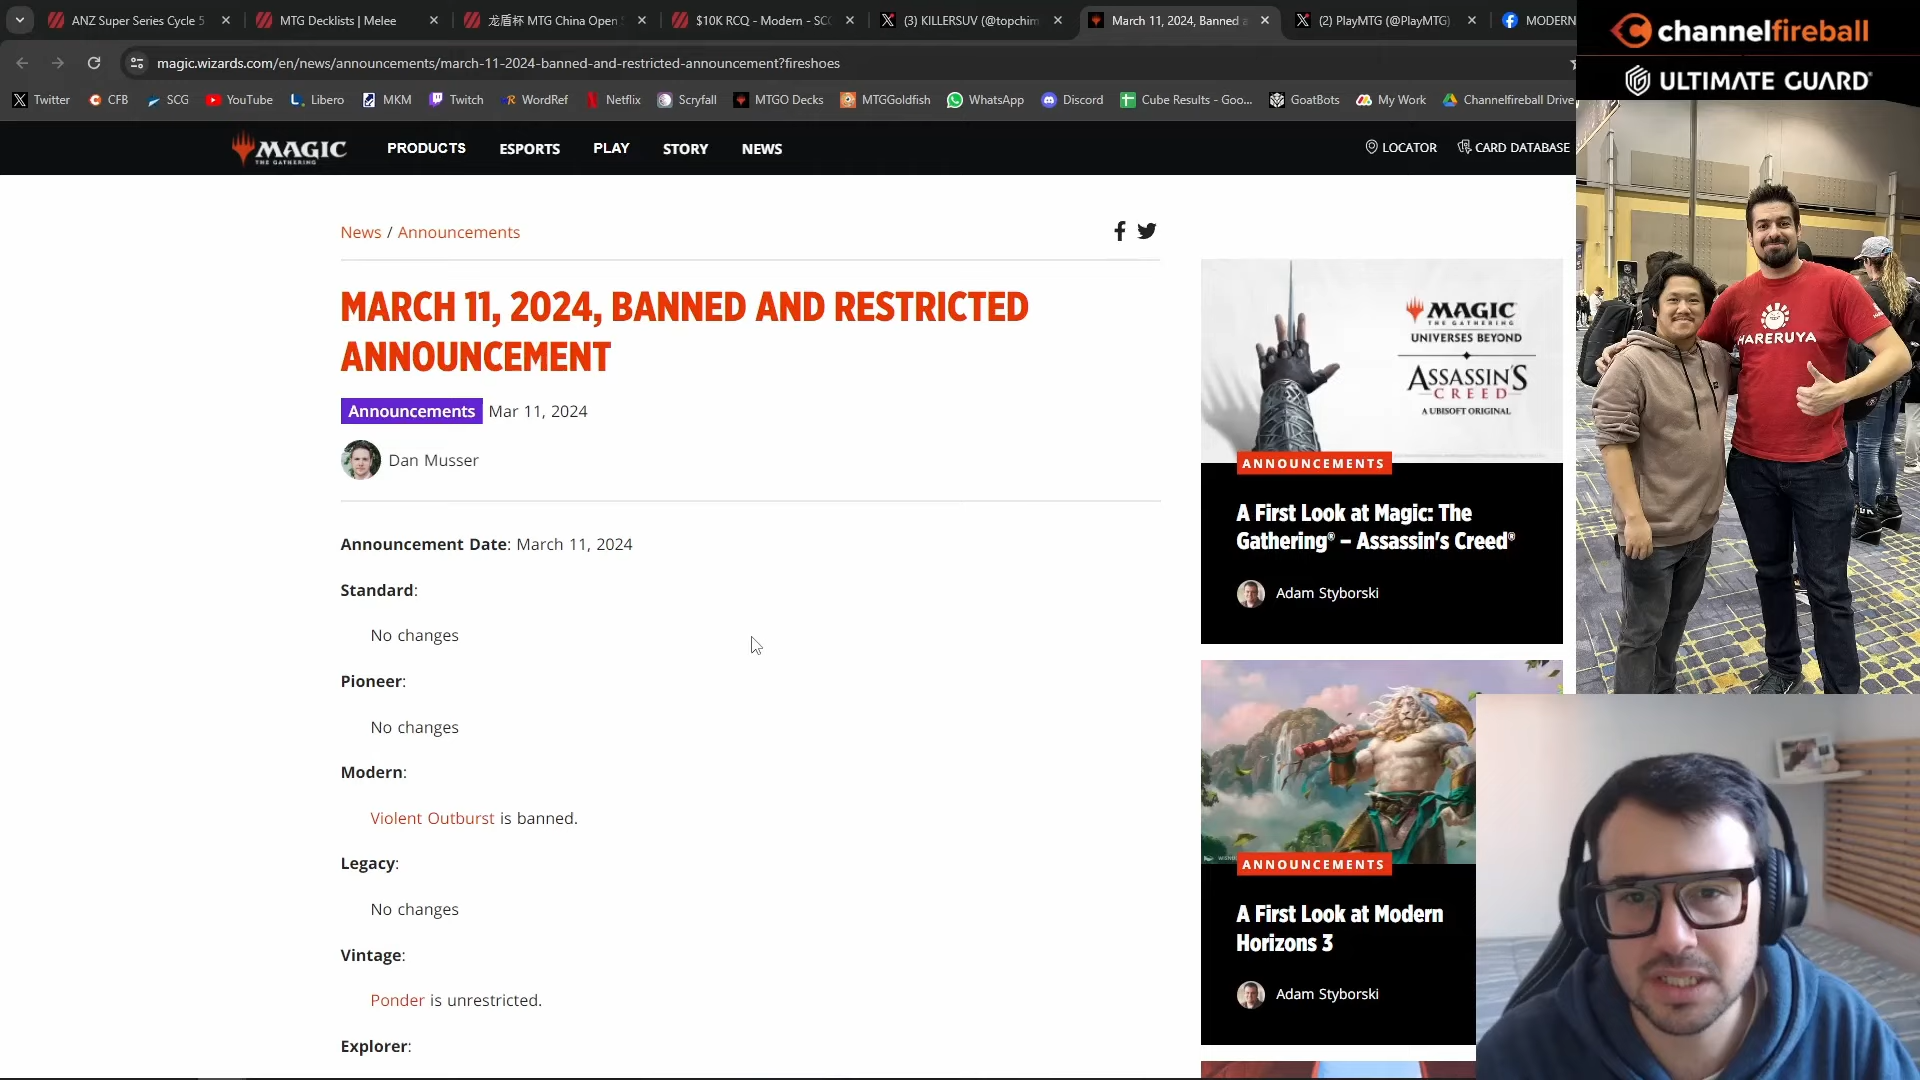 ANZ Super Series Cycle 5
MTG Decklists | Melee
龙盾杯 MTG China Open
$10K RCQ - Modern - SCG
(3) KILLERSUV (@topchim
March 11, 2024, Banned a
(2) PlayMTG (@PlayMTG)
MODERN
magic.wizards.com/en/news/announcements/march-11-2024-banned-and-restricted-announcement?fireshoes
Twitter
CFB
SCG
YouTube
Libero
MKM
Twitch
WordRef
Netflix
Scryfall
MTGO Decks
MTGGoldfish
WhatsApp
Discord
Cube Results - Goo...
GoatBots
My Work
Channelfireball Drive
channelfireball
ULTIMATE GUARD
MAGIC
THE GATHERING
PRODUCTS
ESPORTS
PLAY
STORY
NEWS
LOCATOR
CARD DATABASE
News / Announcements
MARCH 11, 2024, BANNED AND RESTRICTED
ANNOUNCEMENT
Announcements Mar 11, 2024
Dan Musser
Announcement Date: March 11, 2024
Standard:
No changes
Pioneer:
No changes
Modern:
Violent Outburst is banned.
Legacy:
No changes
Vintage:
Ponder is unrestricted.
Explorer:
MAGIC
THE GATHERING
UNIVERSES BEYOND
ASSASSIN'S
CREED
A UBISOFT ORIGINAL
ANNOUNCEMENTS
A First Look at Magic: The
Gathering® – Assassin's Creed®
Adam Styborski
ANNOUNCEMENTS
A First Look at Modern
Horizons 3
Adam Styborski
HARERUYA